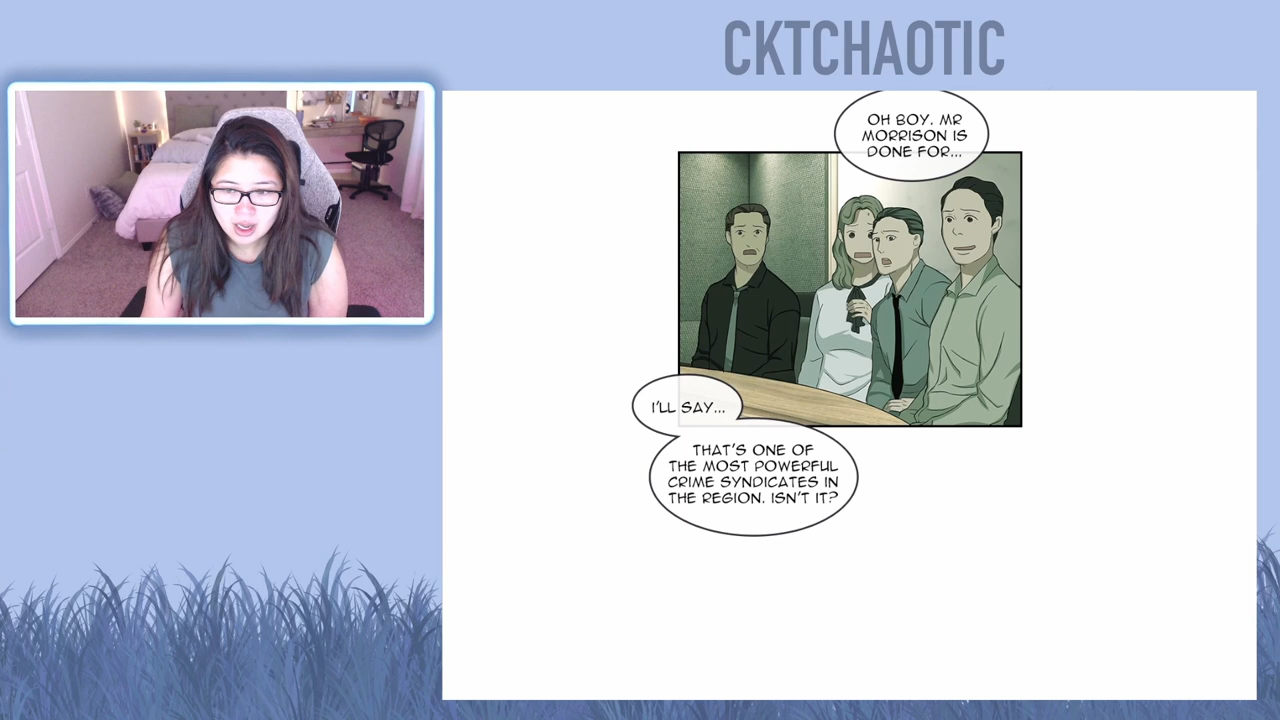 CKTCHAOTIC
OH BOY. MR
MORRISON IS
DONE FOR...
I'LL SAY...
THAT'S ONE OF
THE MOST POWERFUL
CRIME SYNDICATES IN
THE REGION. ISN'T IT?